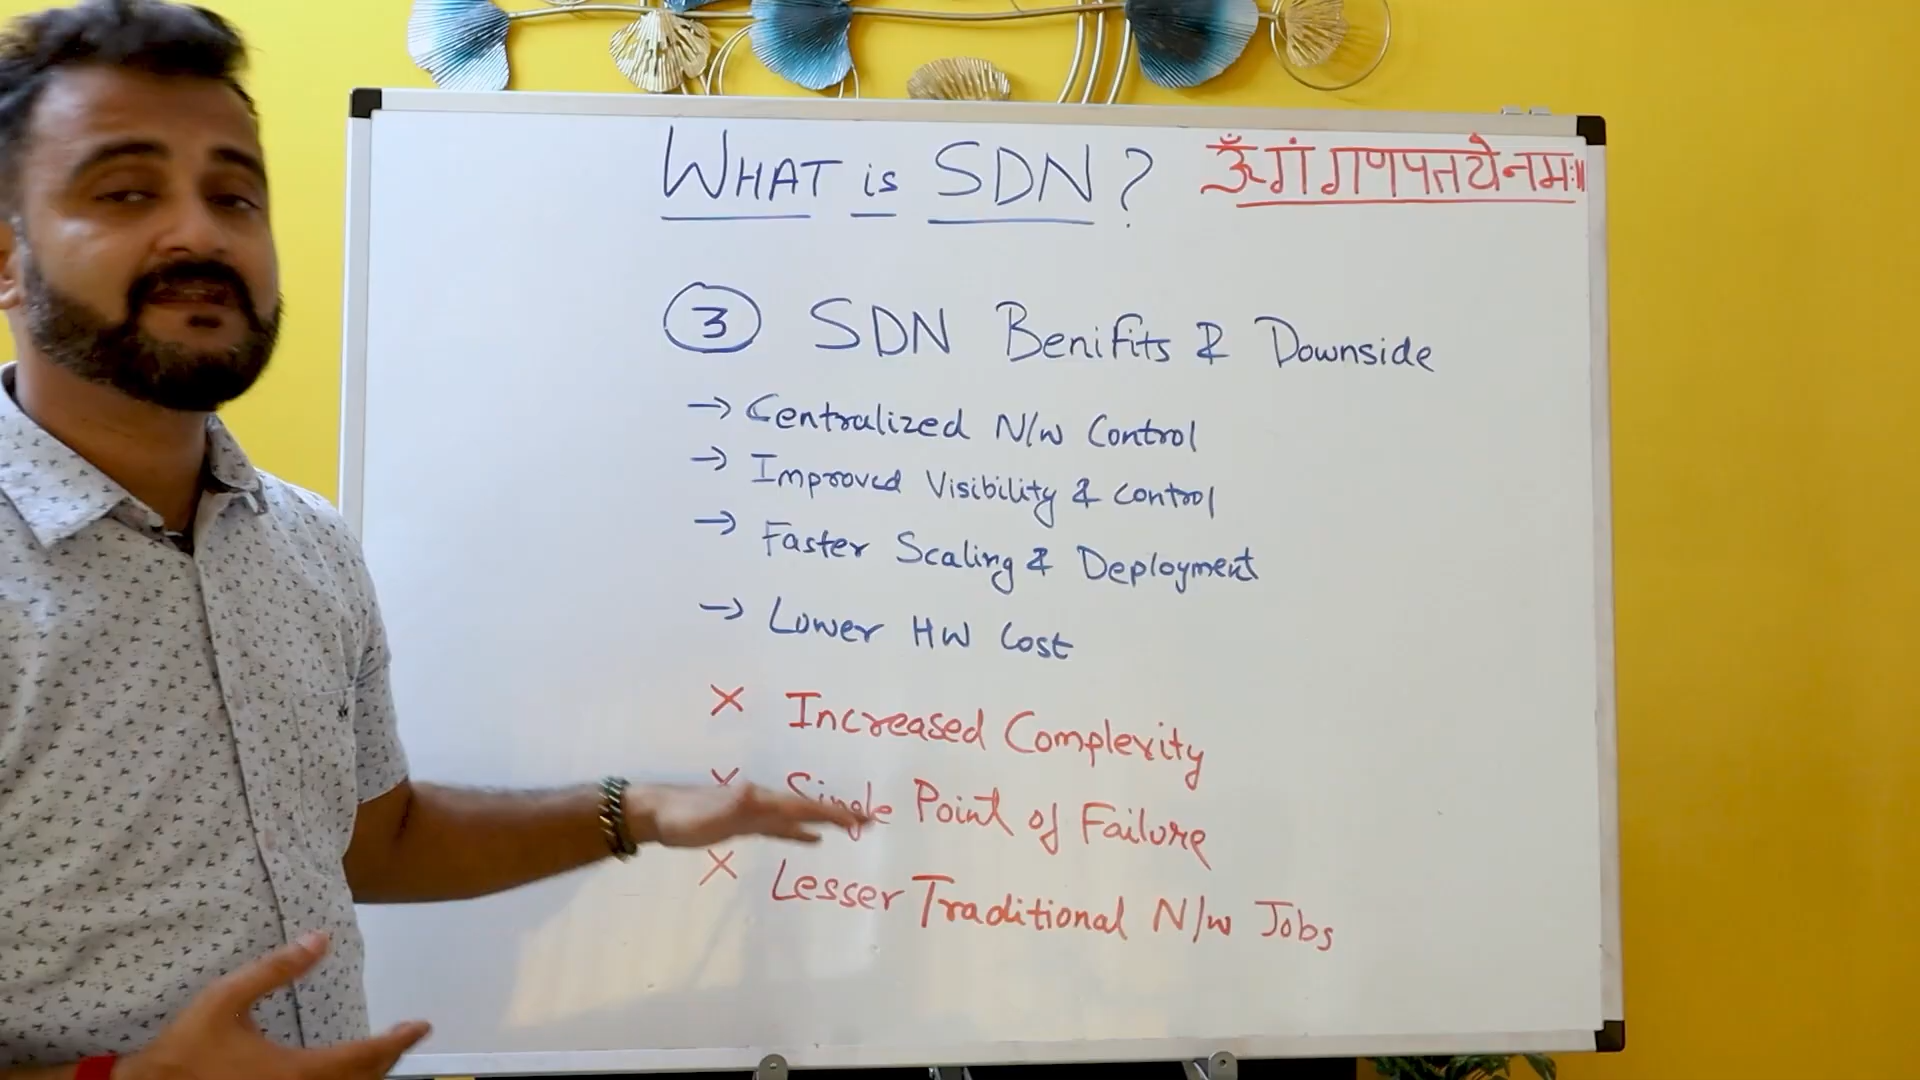 WHAT is SDN?
ॐ गं गणपतये नमः॥
3 SDN Benifits & Downside
→ Centralized N/w Control
→ Improved Visibility & control
→ Faster Scaling & Deployment
→ Lower HW Cost
X Increased Complexity
X Single Point of Failure
X Lesser Traditional N/w Jobs